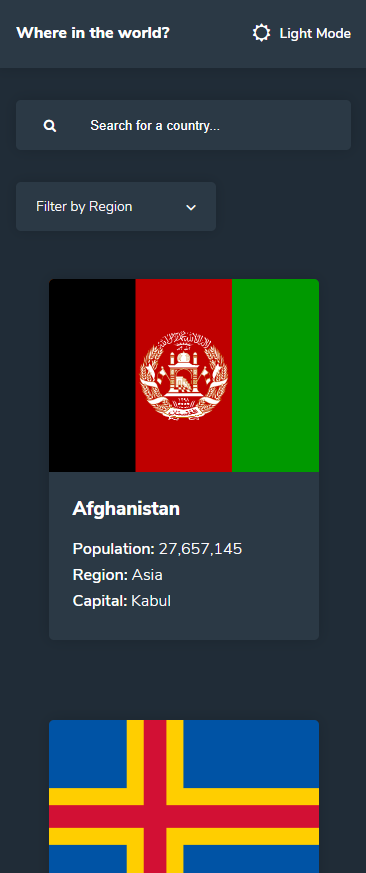 Where in the world?
Light Mode
Search for a country...
Filter by Region
Afghanistan
Population: 27,657,145
Region: Asia
Capital: Kabul